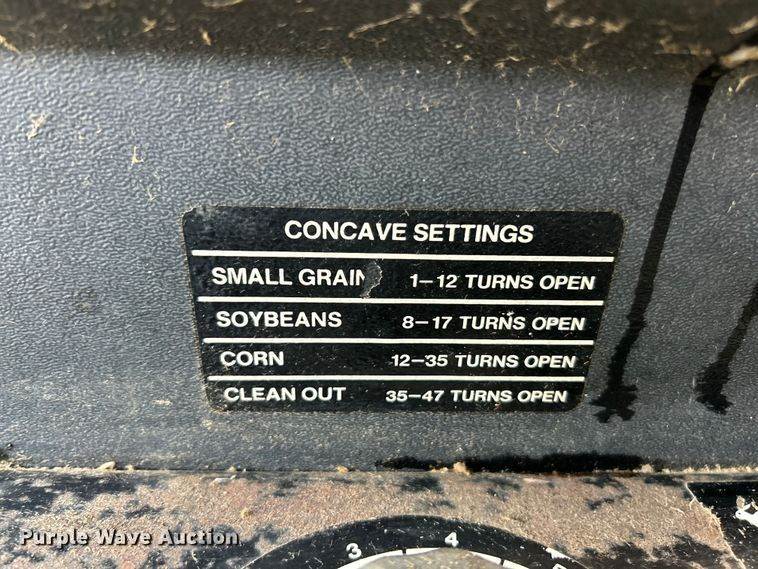 CONCAVE SETTINGS
SMALL GRAIN 1–12 TURNS OPEN
SOYBEANS 8–17 TURNS OPEN
CORN 12–35 TURNS OPEN
CLEAN OUT 35–47 TURNS OPEN
3 4
Purple Wave Auction